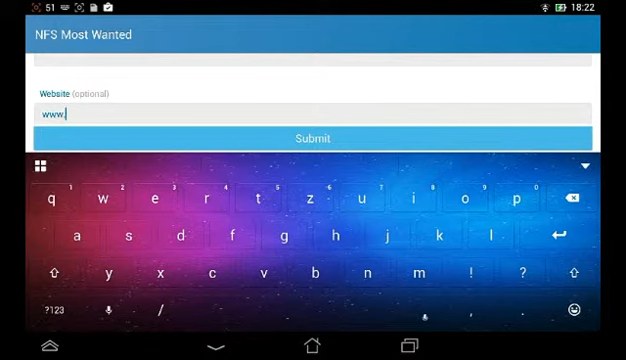 51
18:22
NFS Most Wanted
Website (optional)
www.
Submit
q 1 w 2 e 3 r 4 t 5 z 6 u 7 i 8 o 9 p 0
a s d f g h j k l
y x c v b n m ! ?
?123 / , .